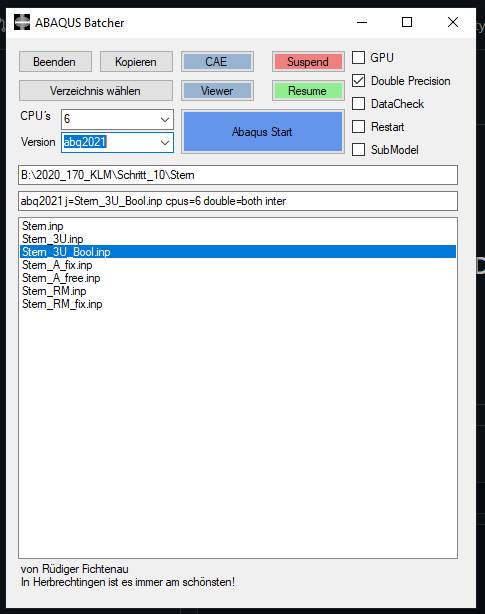 ABAQUS Batcher
Beenden
Kopieren
CAE
Suspend
GPU
Verzeichnis wählen
Viewer
Resume
Double Precision
CPU´s
6
Abaqus Start
DataCheck
Version
abq2021
Restart
SubModel
B:\2020_170_KLM\Schritt_10\Stern
abq2021 j=Stern_3U_Bool.inp cpus=6 double=both inter
Stern.inp
Stern_3U.inp
Stern_3U_Bool.inp
Stern_A_fix.inp
Stern_A_free.inp
Stern_RM.inp
Stern_RM_fix.inp
von Rüdiger Fichtenau
In Herbrechtingen ist es immer am schönsten!